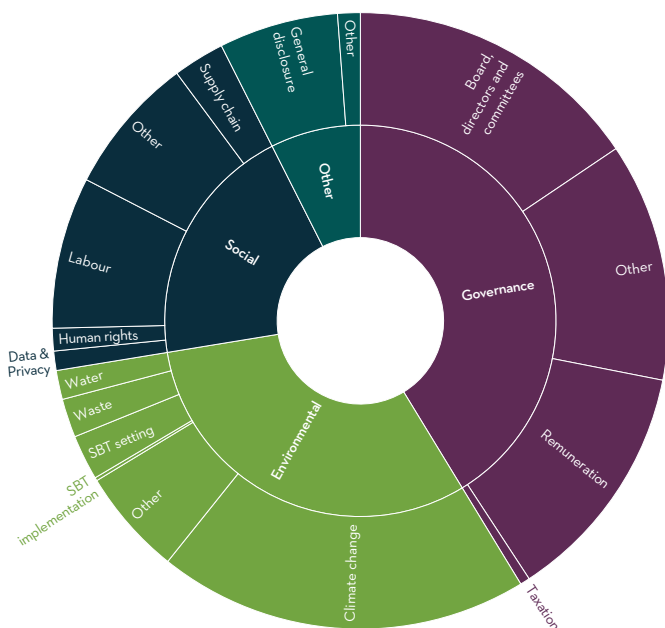 Board,
directors and
committees
Other
Remuneration
Taxation
Governance
Climate change
Other
SBT
implementation
SBT setting
Waste
Water
Environmental
Data &
Privacy
Human rights
Labour
Other
Supply chain
Social
General
disclosure
Other
Other